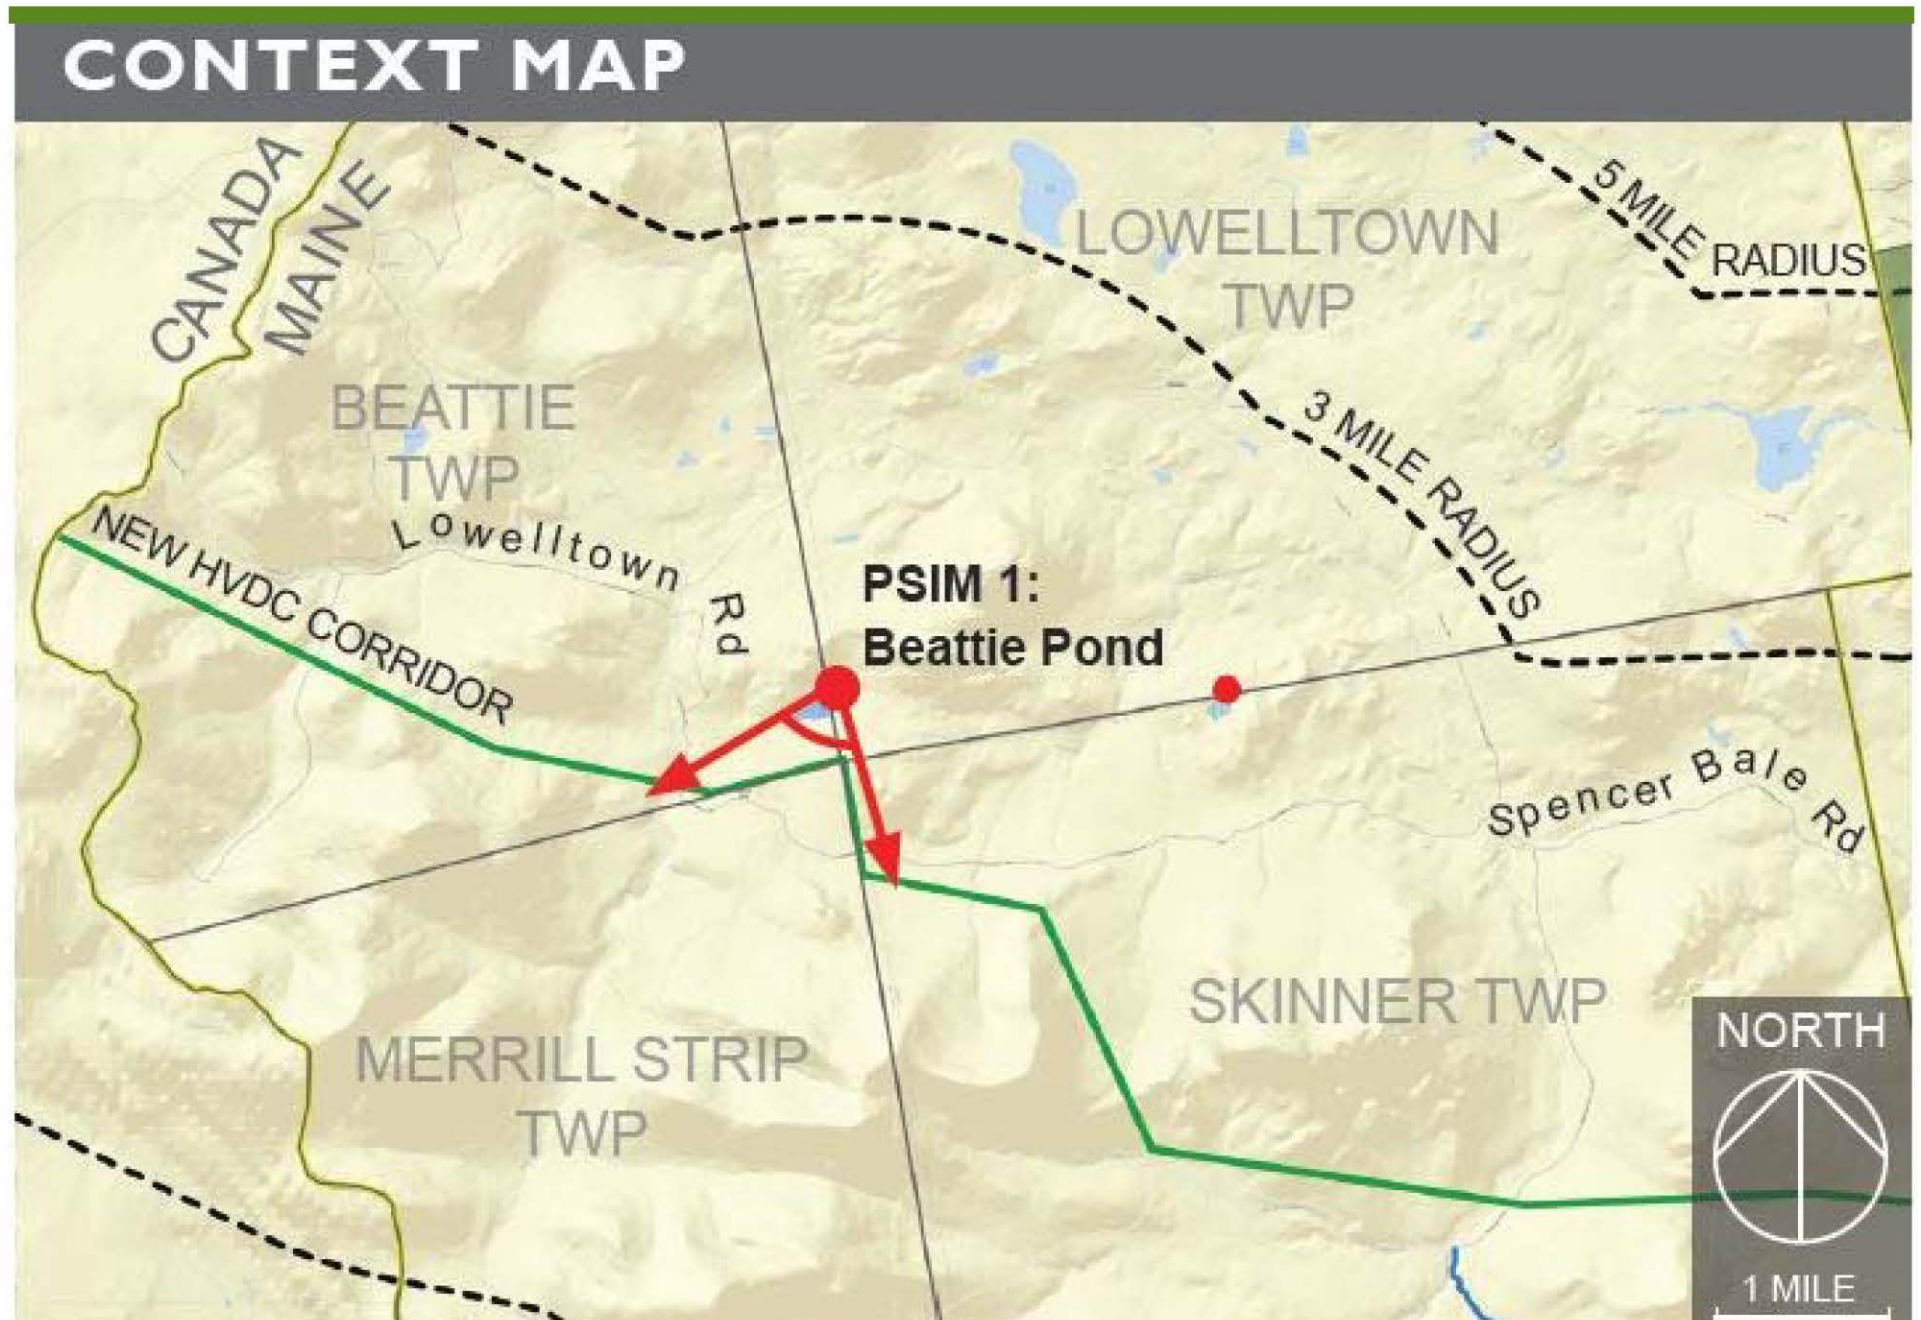 CONTEXT MAP
CANADA
MAINE
5 MILE RADIUS
LOWELLTOWN
TWP
BEATTIE
TWP
3 MILE RADIUS
Lowelltown Rd
NEW HVDC CORRIDOR
PSIM 1:
Beattie Pond
Spencer Bale Rd
SKINNER TWP
MERRILL STRIP
TWP
NORTH
1 MILE